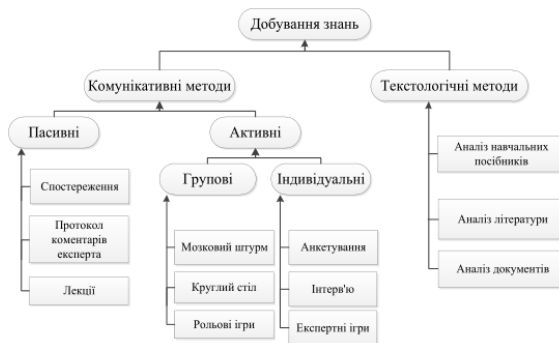 Добування знань
Комунікативні методи
Текстологічні методи
Пасивні
Активні
Групові
Індивідуальні
Спостереження
Протокол
коментарів
експерта
Лекції
Мозковий штурм
Круглий стіл
Рольові ігри
Анкетування
Інтерв'ю
Експертні ігри
Аналіз навчальних
посібників
Аналіз літератури
Аналіз документів